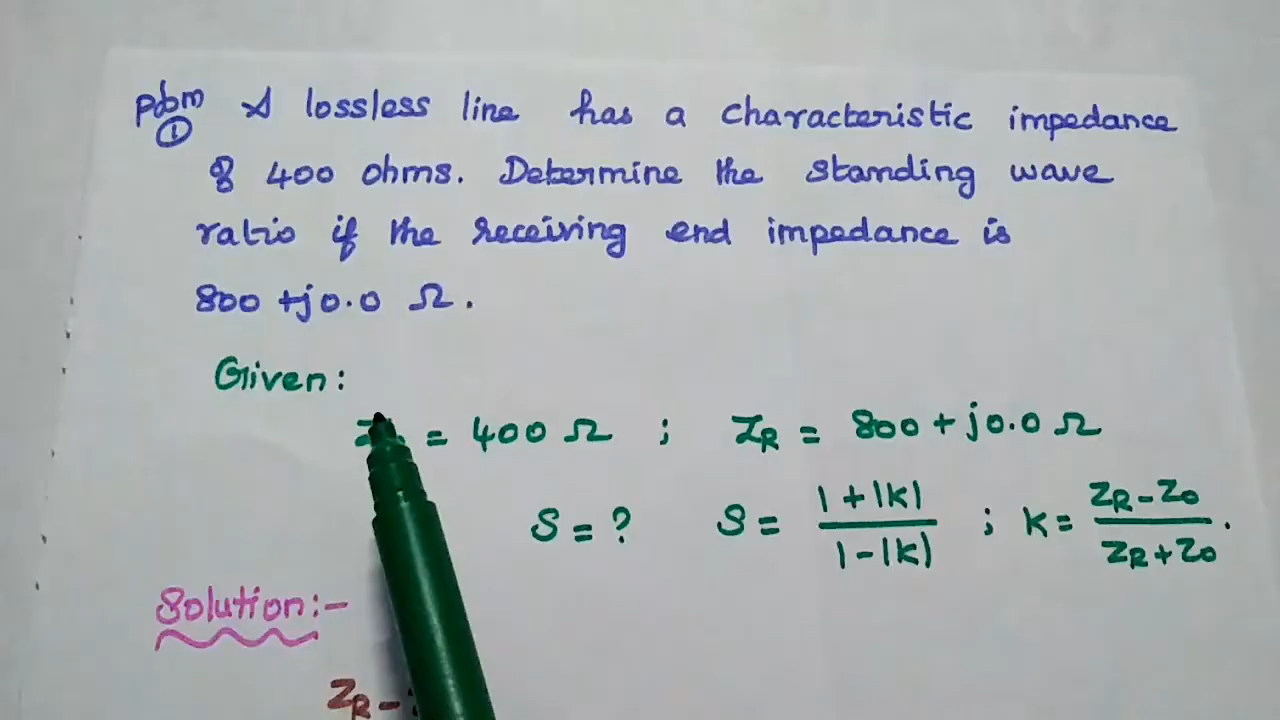 Pbm A lossless line has a characteristic impedance
①
of 400 ohms. Determine the standing wave
ratio if the receiving end impedance is
800 + j0.0 Ω.
Given:
= 400 Ω ; ZR = 800 + j0.0 Ω
S = ? S = 1+|K| / 1-|K| ; K = ZR - Z0 / ZR + Z0 .
Solution:-
ZR -